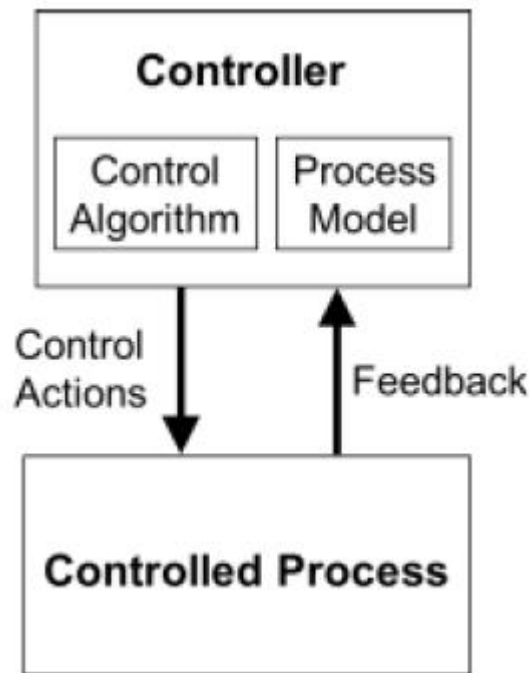 Controller
Control
Algorithm
Process
Model
Control
Actions
Feedback
Controlled Process